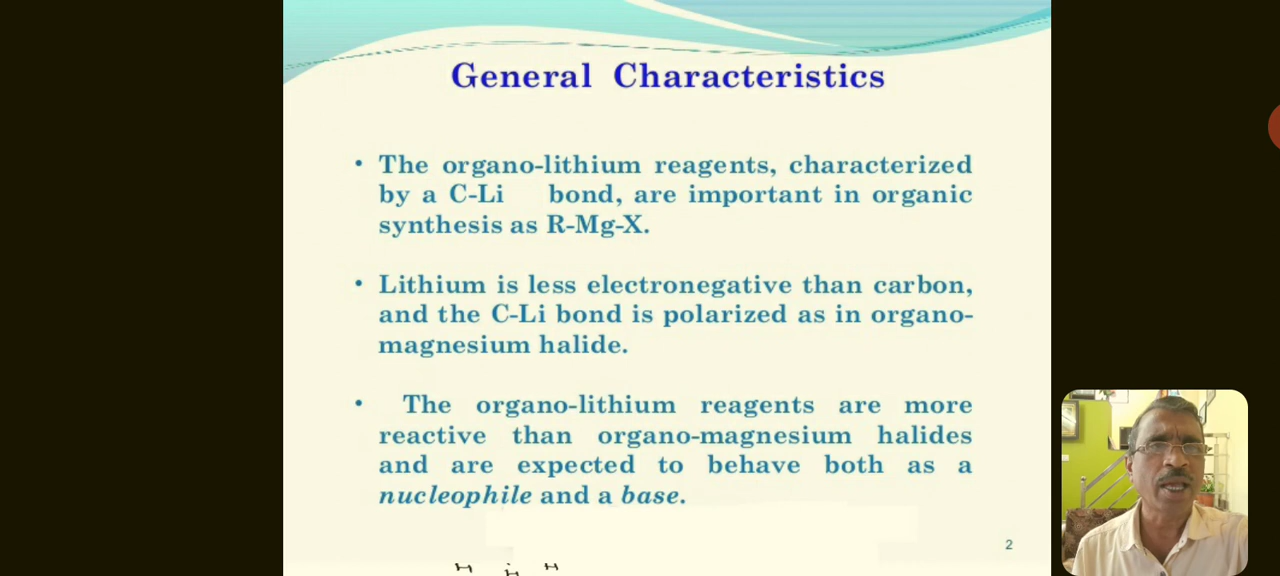 General Characteristics
• The organo-lithium reagents, characterized
by a C-Li bond, are important in organic
synthesis as R-Mg-X.
• Lithium is less electronegative than carbon,
and the C-Li bond is polarized as in organo-
magnesium halide.
• The organo-lithium reagents are more
reactive than organo-magnesium halides
and are expected to behave both as a
nucleophile and a base.
2
H H H